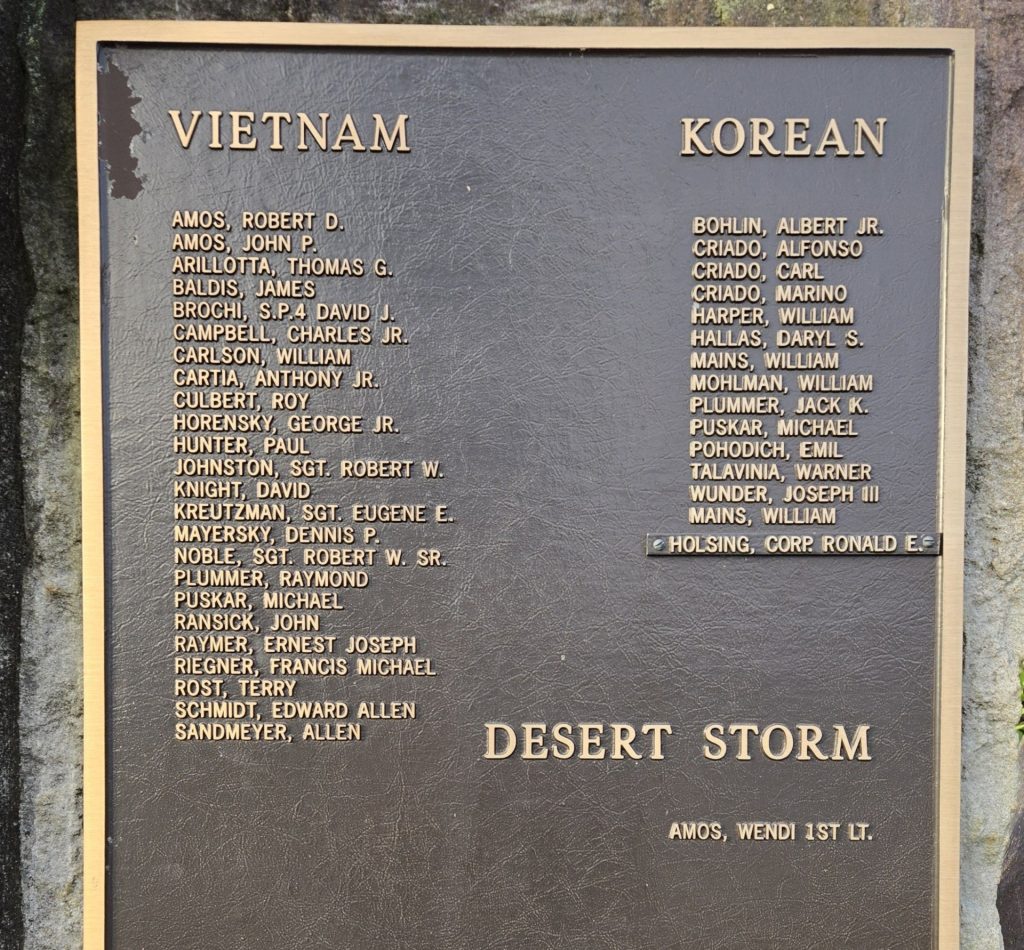 VIETNAM
AMOS, ROBERT D.
AMOS, JOHN P.
ARILLOTTA, THOMAS G.
BALDIS, JAMES
BROCHI, S.P.4 DAVID J.
CAMPBELL, CHARLES JR.
CARLSON, WILLIAM
CARTIA, ANTHONY JR.
CULBERT, ROY
HORENSKY, GEORGE JR.
HUNTER, PAUL
JOHNSTON, SGT. ROBERT W.
KNIGHT, DAVID
KREUTZMAN, SGT. EUGENE E.
MAYERSKY, DENNIS P.
NOBLE, SGT. ROBERT W. SR.
PLUMMER, RAYMOND
PUSKAR, MICHAEL
RANSICK, JOHN
RAYMER, ERNEST JOSEPH
RIEGNER, FRANCIS MICHAEL
ROST, TERRY
SCHMIDT, EDWARD ALLEN
SANDMEYER, ALLEN
KOREAN
BOHLIN, ALBERT JR.
CRIADO, ALFONSO
CRIADO, CARL
CRIADO, MARINO
HARPER, WILLIAM
HALLAS, DARYL S.
MAINS, WILLIAM
MOHLMAN, WILLIAM
PLUMMER, JACK K.
PUSKAR, MICHAEL
POHODICH, EMIL
TALAVINIA, WARNER
WUNDER, JOSEPH III
MAINS, WILLIAM
HOLSING, CORP. RONALD E.
DESERT STORM
AMOS, WENDI 1ST LT.